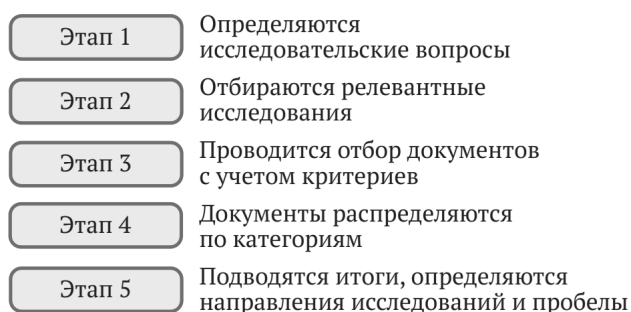 Этап 1
Определяются
исследовательские вопросы
Этап 2
Отбираются релевантные
исследования
Этап 3
Проводится отбор документов
с учетом критериев
Этап 4
Документы распределяются
по категориям
Этап 5
Подводятся итоги, определяются
направления исследований и пробелы